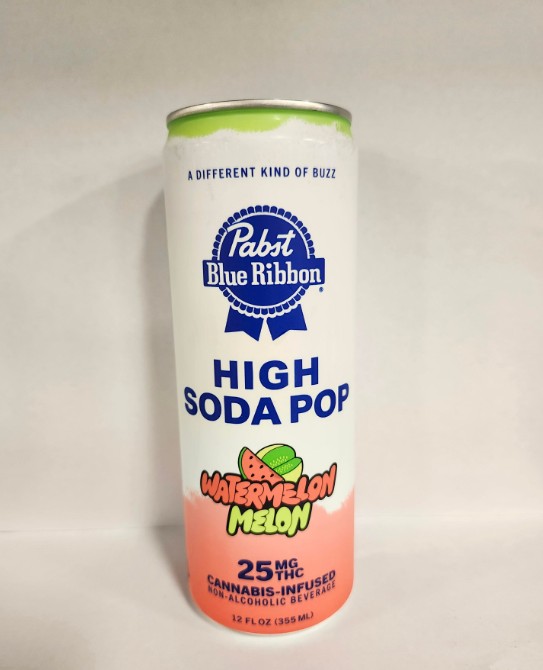 A DIFFERENT KIND OF BUZZ
Pabst
Blue Ribbon®
HIGH
SODA POP
WATERMELON
MELON
25 MG
THC
CANNABIS-INFUSED
NON-ALCOHOLIC BEVERAGE
12 FL OZ (355 ML)